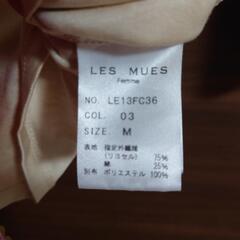 LES MUES
Femme
NO. LE13FC36
COL. 03
SIZE. M
表地 指定外繊維
(リヨセル) 75%
綿 25%
別布 ポリエステル 100%